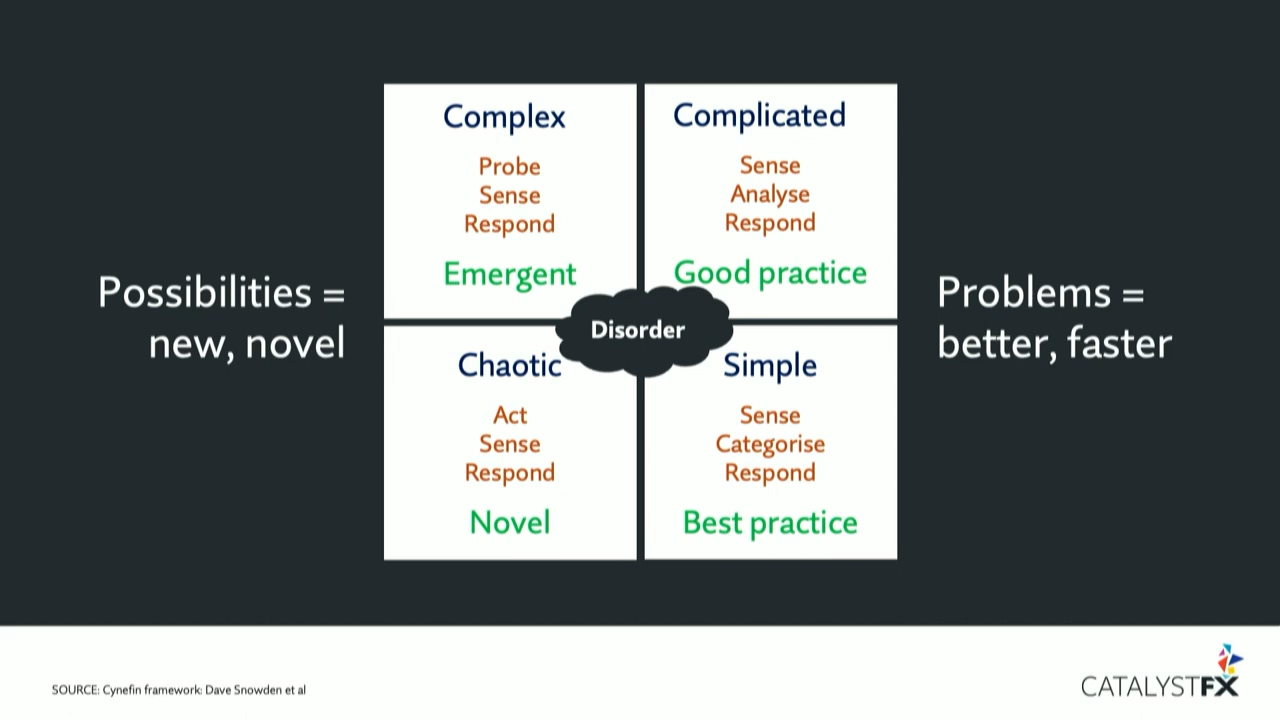 Complex
Probe
Sense
Respond
Emergent
Complicated
Sense
Analyse
Respond
Good practice
Possibilities =
new, novel
Disorder
Problems =
better, faster
Chaotic
Act
Sense
Respond
Novel
Simple
Sense
Categorise
Respond
Best practice
SOURCE: Cynefin framework: Dave Snowden et al
CATALYSTFX